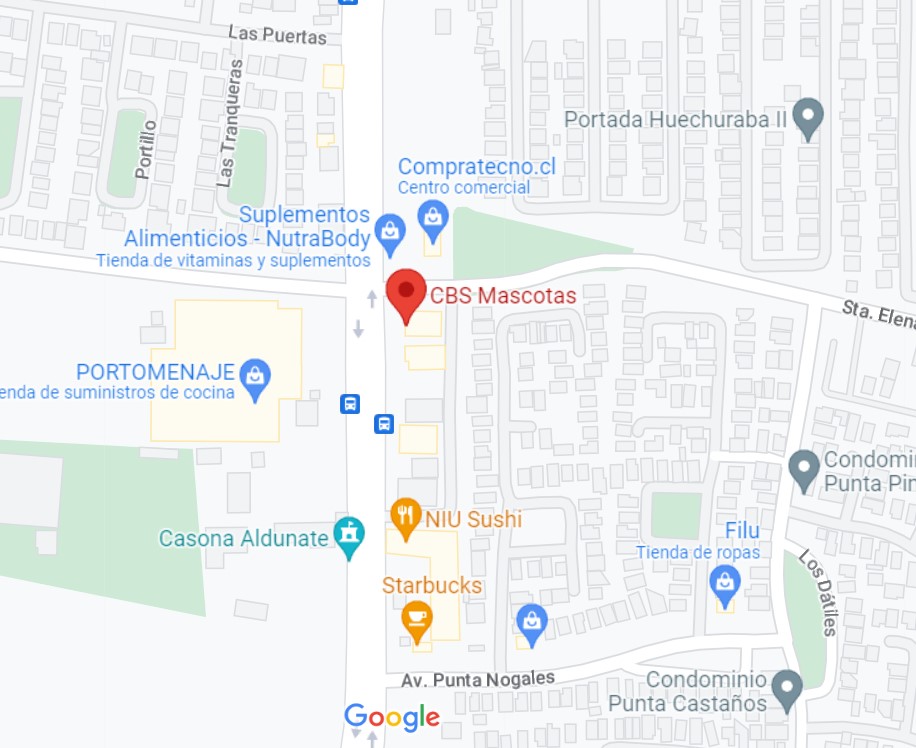 Las Puertas
Las Tranqueras
Portillo
Portada Huechuraba II
Compratecno.cl
Centro comercial
Suplementos
Alimenticios - NutraBody
Tienda de vitaminas y suplementos
CBS Mascotas
Sta. Elena
PORTOMENAJE
enda de suministros de cocina
Condomi
Punta Pin
NIU Sushi
Casona Aldunate
Filu
Tienda de ropas
Los Dátiles
Starbucks
Av. Punta Nogales
Condominio
Punta Castaños
Google